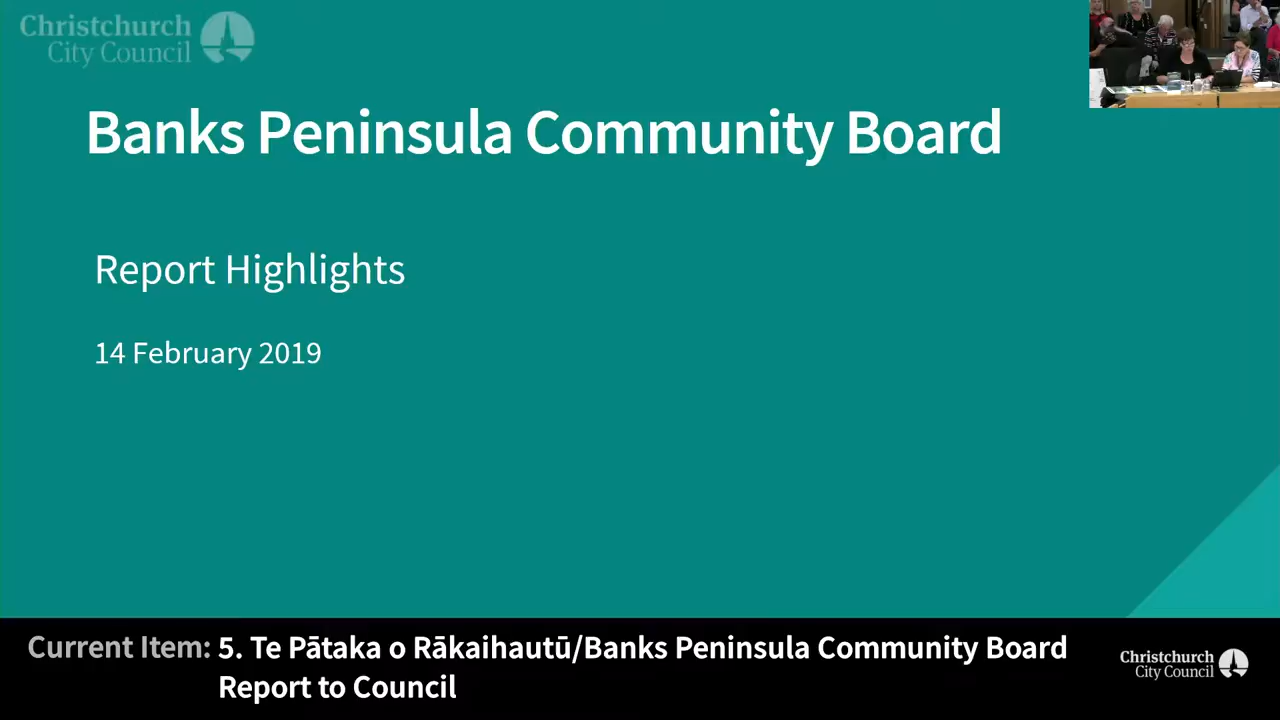 Christchurch
City Council
Banks Peninsula Community Board
Report Highlights
14 February 2019
Current Item: 5. Te Pātaka o Rākaihautū/Banks Peninsula Community Board
Report to Council
Christchurch
City Council